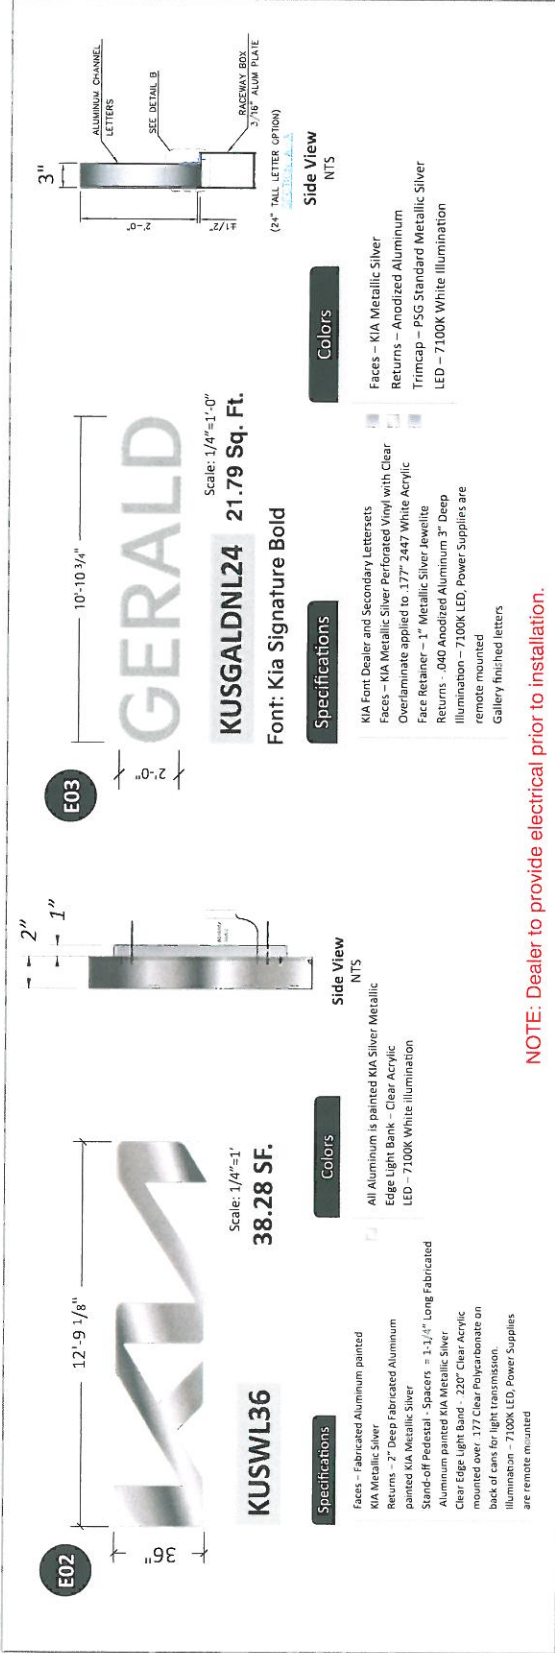 E02
12'-9 1/8"
36"
KIA
Scale: 1/4"=1'
KUSWL36
38.28 SF.
2"
1"
Side View
NTS
Specifications
Faces – Fabricated Aluminum painted
KIA Metallic Silver
Returns – 2" Deep Fabricated Aluminum
painted KIA Metallic Silver
Stand-off Pedestal - Spacers = 1-1/4" Long Fabricated
Aluminum painted KIA Metallic Silver
Clear Edge Light Band - .220" Clear Acrylic
mounted over .177 Clear Polycarbonate on
back of cans for light transmission.
Illumination – 7100K LED, Power Supplies
are remote mounted
Colors
All Aluminum is painted KIA Silver Metallic
Edge Light Bank – Clear Acrylic
LED – 7100K White illumination
E03
10'-10 3/4"
2'-0"
GERALD
Scale: 1/4"=1'-0"
KUSGALDNL24 21.79 Sq. Ft.
Font: Kia Signature Bold
3"
ALUMINUM CHANNEL
LETTERS
SEE DETAIL B
RACEWAY BOX
3/16" ALUM PLATE
2'-0"
±1/2"
(24" TALL LETTER OPTION)
Side View
NTS
Specifications
KIA Font Dealer and Secondary Lettersets
Faces – KIA Metallic Silver Perforated Vinyl with Clear
Overlaminate applied to .177" 2447 White Acrylic
Face Retainer – 1" Metallic Silver Jewelite
Returns - .040 Anodized Aluminum 3" Deep
Illumination – 7100K LED, Power Supplies are
remote mounted
Gallery finished letters
Colors
Faces – KIA Metallic Silver
Returns – Anodized Aluminum
Trimcap – PSG Standard Metallic Silver
LED – 7100K White Illumination
NOTE: Dealer to provide electrical prior to installation.